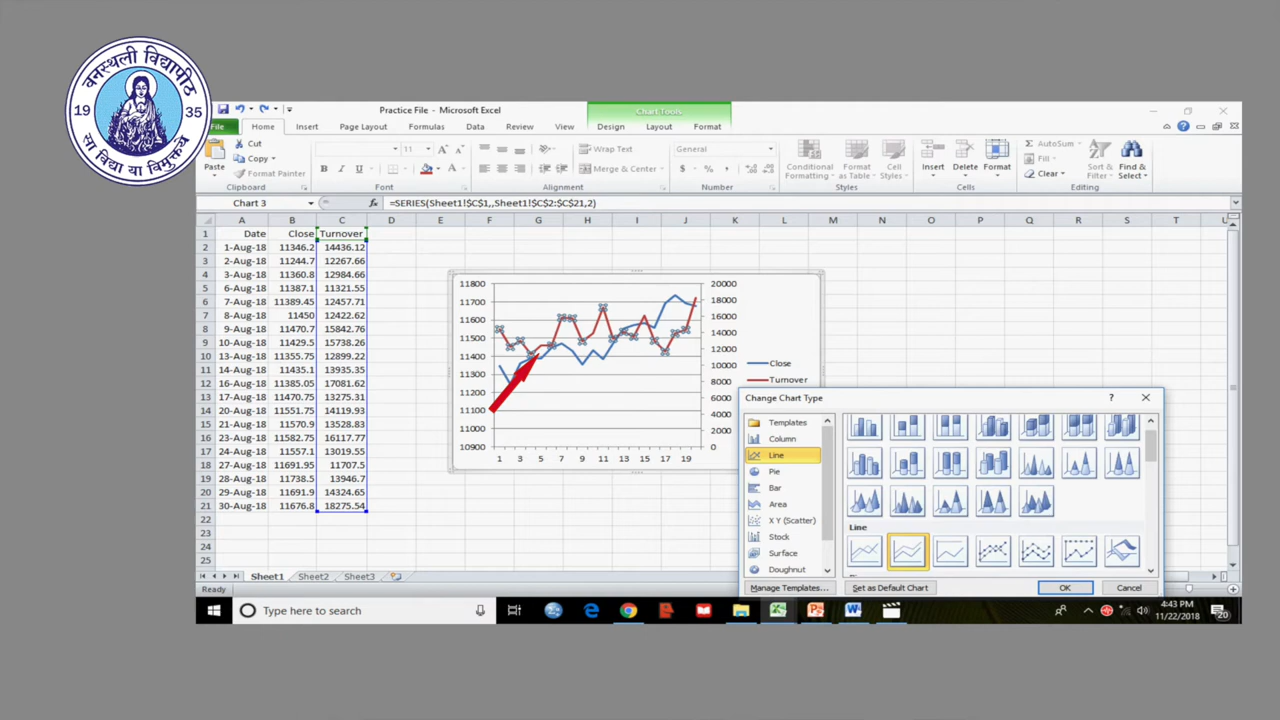 वनस्थली विद्यापीठ
19 35
सा विद्या या विमुक्तये
Practice File - Microsoft Excel
Chart Tools
File Home Insert Page Layout Formulas Data Review View Design Layout Format
Cut
Copy
Format Painter
Paste
Clipboard
Font
Wrap Text
Merge & Center
Alignment
General
Number
Conditional Formatting
Format as Table
Cell Styles
Styles
Insert Delete Format
Cells
AutoSum
Fill
Clear
Sort & Filter
Find & Select
Editing
Chart 3
=SERIES(Sheet1!$C$1,,Sheet1!$C$2:$C$21,2)
A B C D E F G H I J K L M N O P Q R S T U
1 Date Close Turnover
2 1-Aug-18 11346.2 14436.12
3 2-Aug-18 11244.7 12267.66
4 3-Aug-18 11360.8 12984.66
5 6-Aug-18 11387.1 11321.55
6 7-Aug-18 11389.45 12457.71
7 8-Aug-18 11450 12422.62
8 9-Aug-18 11470.7 15842.76
9 10-Aug-18 11429.5 15738.26
10 13-Aug-18 11355.75 12899.22
11 14-Aug-18 11435.1 13935.35
12 16-Aug-18 11385.05 17081.62
13 17-Aug-18 11470.75 13275.31
14 20-Aug-18 11551.75 14119.93
15 21-Aug-18 11570.9 13528.83
16 23-Aug-18 11582.75 16117.77
17 24-Aug-18 11557.1 13019.55
18 27-Aug-18 11691.95 11707.5
19 28-Aug-18 11738.5 13946.7
20 29-Aug-18 11691.9 14324.65
21 30-Aug-18 11676.8 18275.54
22
23
24
25
11800 20000
11700 18000
11600 16000
11500 14000
11400 12000
11300 10000
11200 8000
11100 6000
11000 4000
10900 2000
0
1 3 5 7 9 11 13 15 17 19
Close
Turnover
Change Chart Type
Templates
Column
Line
Pie
Bar
Area
X Y (Scatter)
Stock
Surface
Doughnut
Line
Manage Templates... Set as Default Chart OK Cancel
Sheet1 Sheet2 Sheet3
Ready
Type here to search
4:43 PM
11/22/2018
20